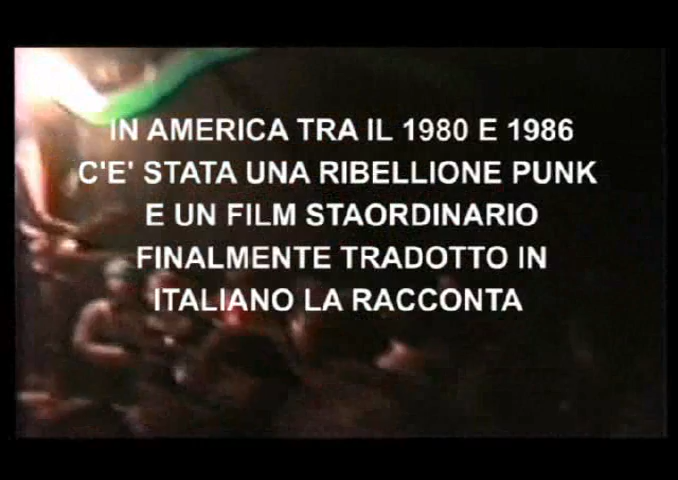 IN AMERICA TRA IL 1980 E 1986
C'E' STATA UNA RIBELLIONE PUNK
E UN FILM STAORDINARIO
FINALMENTE TRADOTTO IN
ITALIANO LA RACCONTA